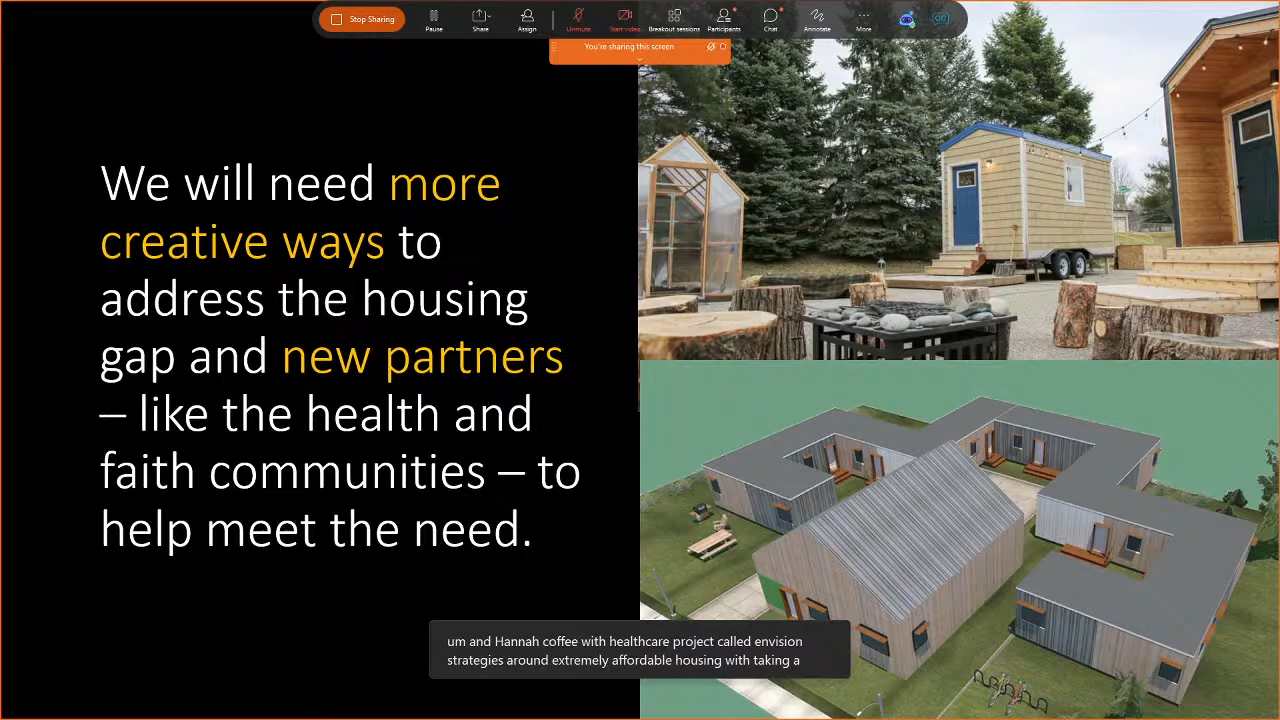 Stop Sharing
Pause
Share
Assign
Unmute
Start video
Breakout sessions
Participants
Chat
Annotate
More
CC
You're sharing this screen
We will need more
creative ways to
address the housing
gap and new partners
– like the health and
faith communities – to
help meet the need.
um and Hannah coffee with healthcare project called envision
strategies around extremely affordable housing with taking a